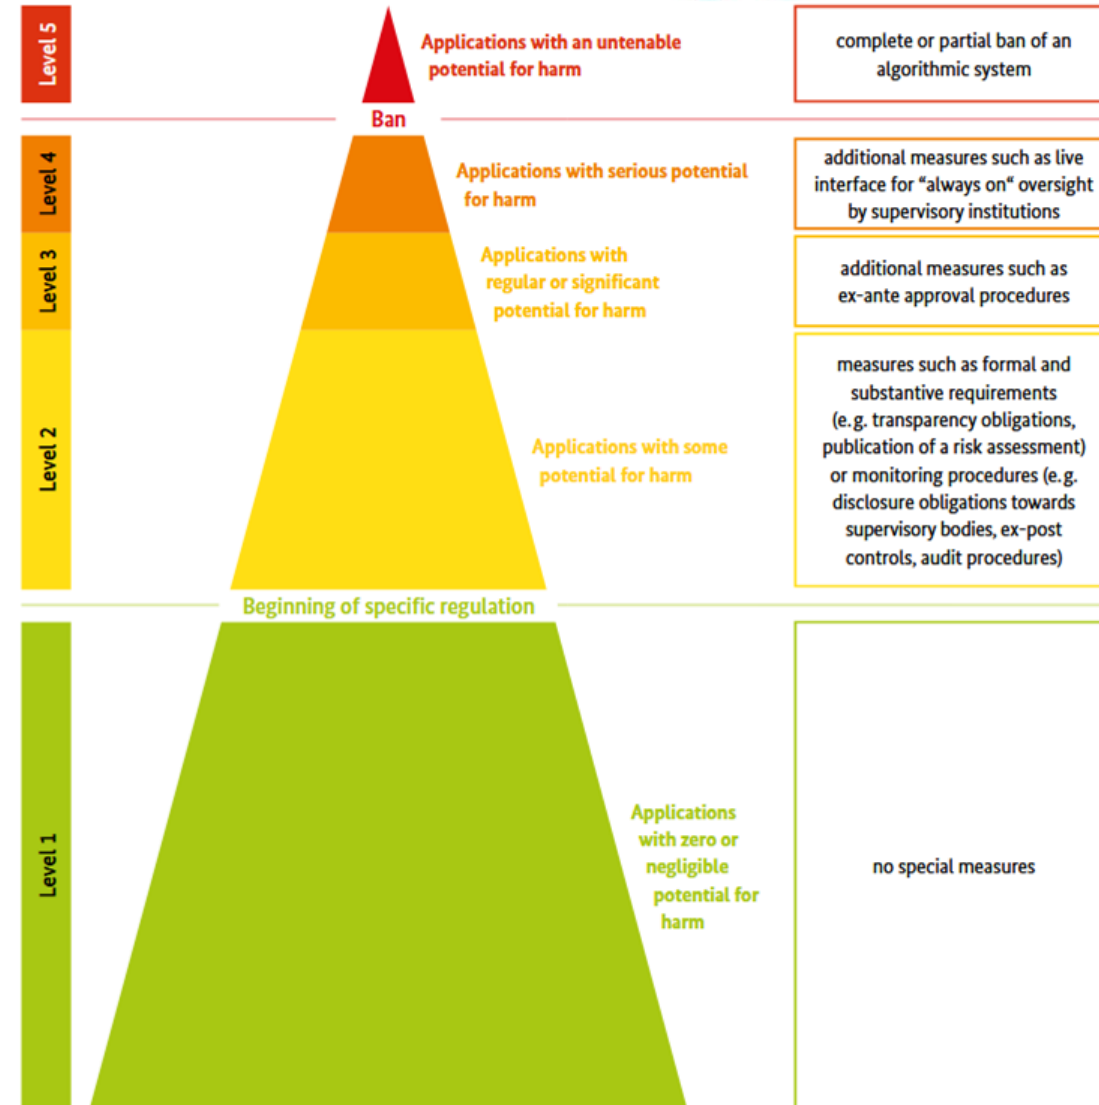 Level 5
Applications with an untenable
potential for harm
complete or partial ban of an
algorithmic system
Ban
Level 4
Applications with serious potential
for harm
additional measures such as live
interface for “always on“ oversight
by supervisory institutions
Level 3
Applications with
regular or significant
potential for harm
additional measures such as
ex-ante approval procedures
Level 2
Applications with some
potential for harm
measures such as formal and
substantive requirements
(e. g. transparency obligations,
publication of a risk assessment)
or monitoring procedures (e. g.
disclosure obligations towards
supervisory bodies, ex-post
controls, audit procedures)
Beginning of specific regulation
Level 1
Applications
with zero or
negligible
potential for
harm
no special measures